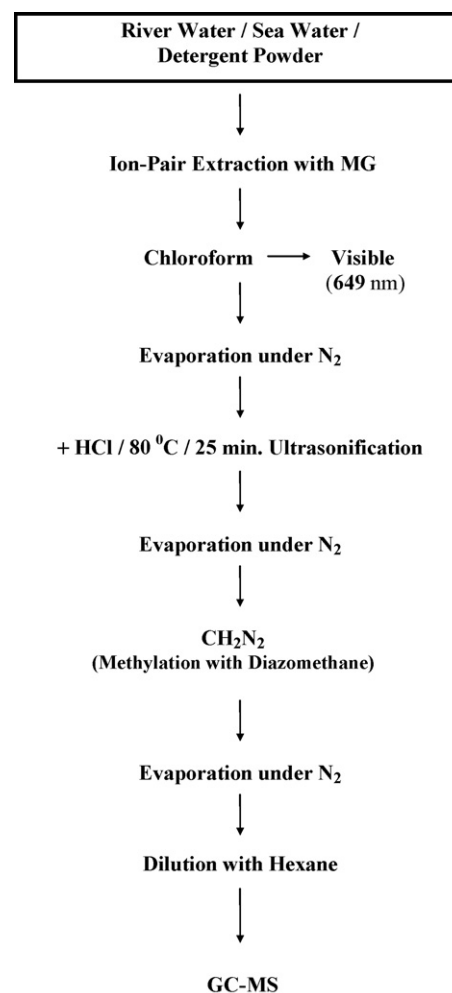 River Water / Sea Water /
Detergent Powder
Ion-Pair Extraction with MG
Chloroform → Visible
(649 nm)
Evaporation under N₂
+ HCl / 80 ⁰C / 25 min. Ultrasonification
Evaporation under N₂
CH₂N₂
(Methylation with Diazomethane)
Evaporation under N₂
Dilution with Hexane
GC-MS